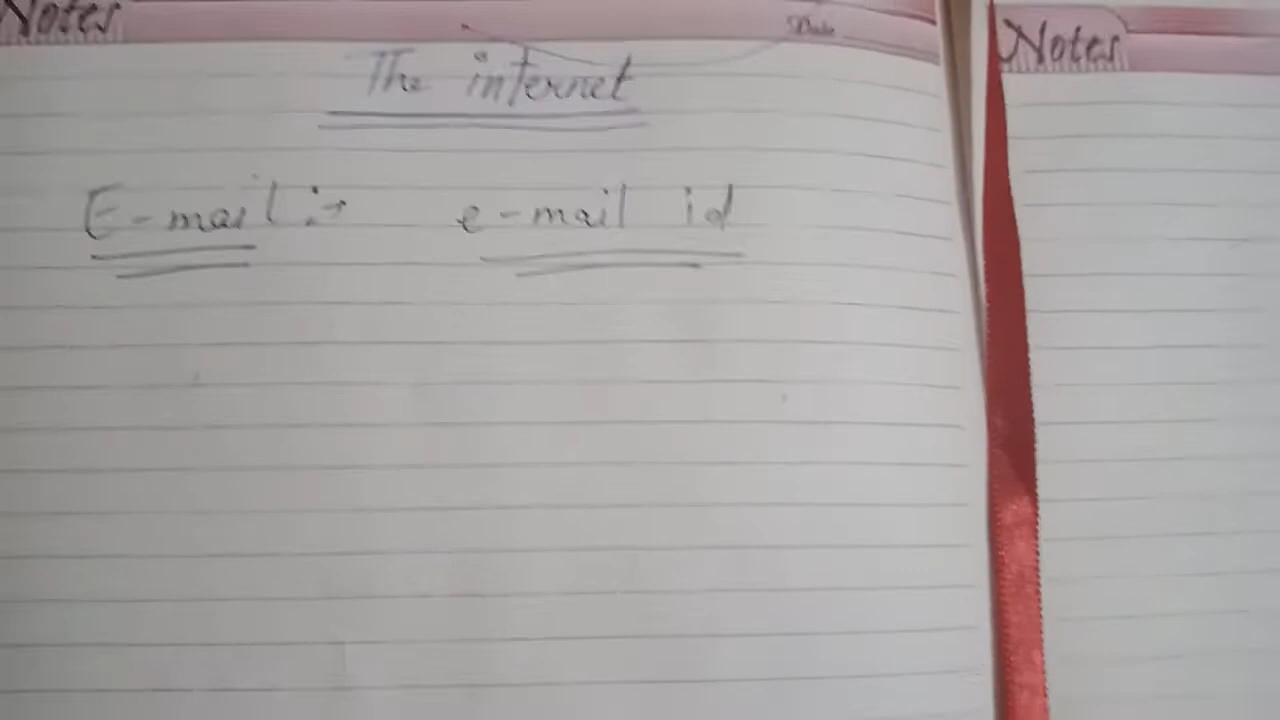 Notes
Date
Notes
The internet
E-mail :-
e-mail id